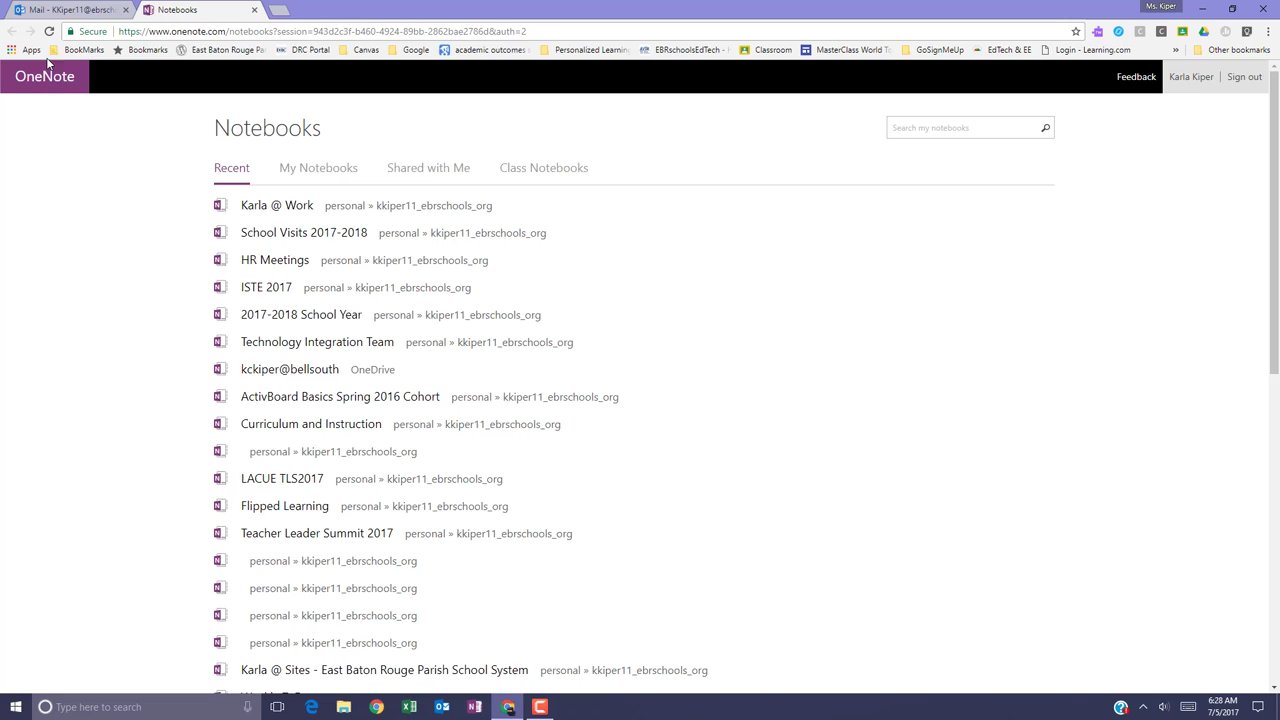 Mail - KKiper11@ebrsch
Notebooks
Ms. Kiper
Secure
https://www.onenote.com/notebooks?session=943d2c3f-b460-4924-89bb-2862bae2786d&auth=2
Apps
BookMarks
Bookmarks
East Baton Rouge Pa
DRC Portal
Canvas
Google
academic outcomes
Personalized Learning
EBRschoolsEdTech -
Classroom
MasterClass World To
GoSignMeUp
EdTech & EE
Login - Learning.com
»
Other bookmarks
OneNote
Feedback
Karla Kiper | Sign out
Notebooks
Search my notebooks
Recent
My Notebooks
Shared with Me
Class Notebooks
Karla @ Work personal » kkiper11_ebrschools_org
School Visits 2017-2018 personal » kkiper11_ebrschools_org
HR Meetings personal » kkiper11_ebrschools_org
ISTE 2017 personal » kkiper11_ebrschools_org
2017-2018 School Year personal » kkiper11_ebrschools_org
Technology Integration Team personal » kkiper11_ebrschools_org
kckiper@bellsouth OneDrive
ActivBoard Basics Spring 2016 Cohort personal » kkiper11_ebrschools_org
Curriculum and Instruction personal » kkiper11_ebrschools_org
personal » kkiper11_ebrschools_org
LACUE TLS2017 personal » kkiper11_ebrschools_org
Flipped Learning personal » kkiper11_ebrschools_org
Teacher Leader Summit 2017 personal » kkiper11_ebrschools_org
personal » kkiper11_ebrschools_org
personal » kkiper11_ebrschools_org
personal » kkiper11_ebrschools_org
personal » kkiper11_ebrschools_org
Karla @ Sites - East Baton Rouge Parish School System personal » kkiper11_ebrschools_org
Type here to search
6:28 AM
7/5/2017